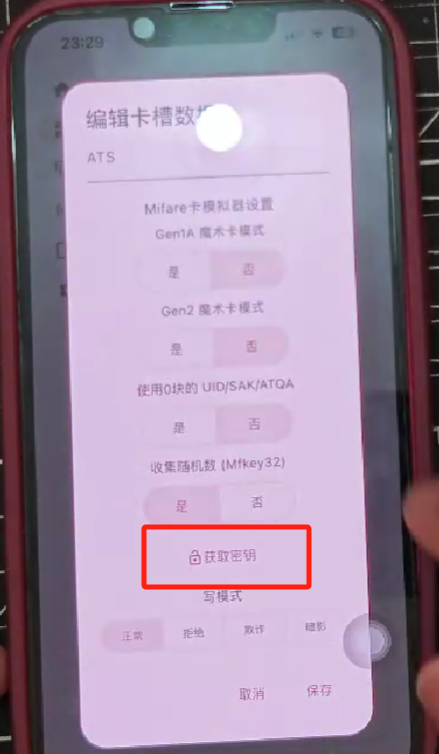 23:29
编辑卡槽数据
ATS
Mifare卡模拟器设置
Gen1A 魔术卡模式
是 否
Gen2 魔术卡模式
是 否
使用0块的 UID/SAK/ATQA
是 否
收集随机数 (Mfkey32)
是 否
获取密钥
写模式
正常 拒绝 欺诈 暗影
取消 保存